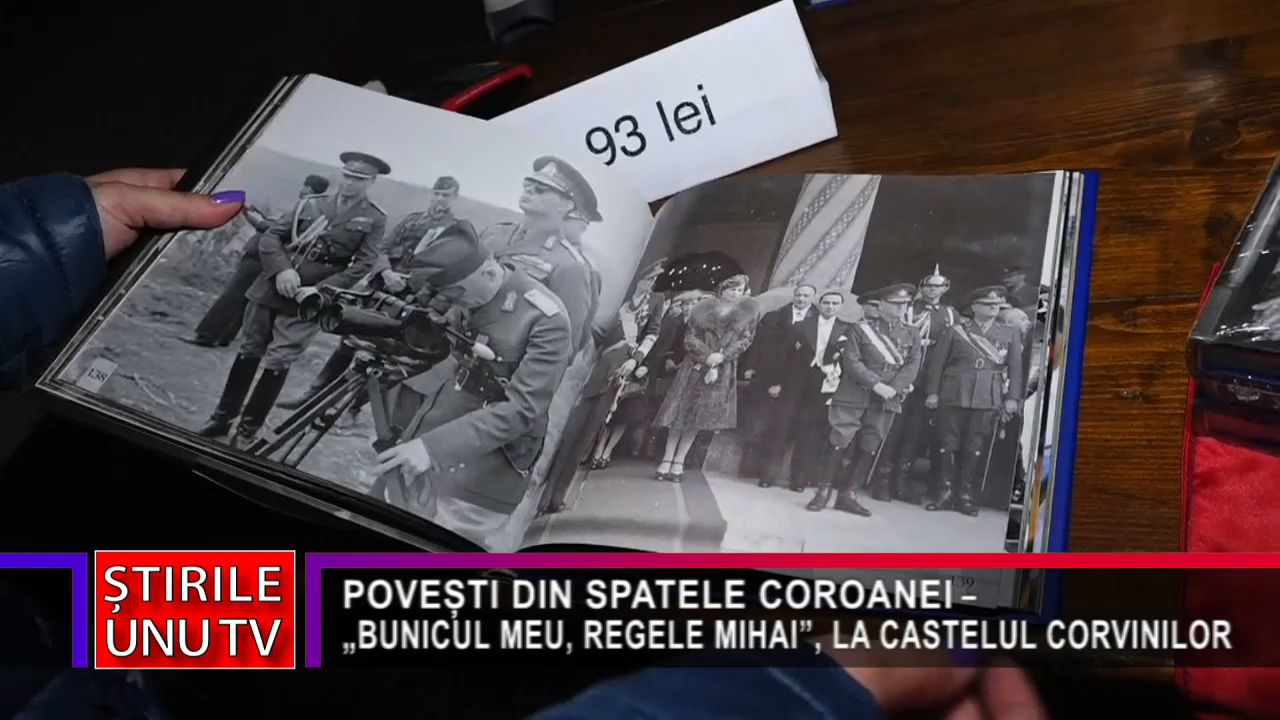 93 lei
138
139
ȘTIRILE
UNU TV
POVEȘTI DIN SPATELE COROANEI –
„BUNICUL MEU, REGELE MIHAI”, LA CASTELUL CORVINILOR